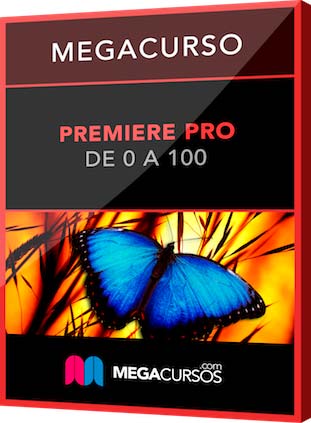 MEGACURSO
PREMIERE PRO
DE 0 A 100
MEGACURSOS
.com